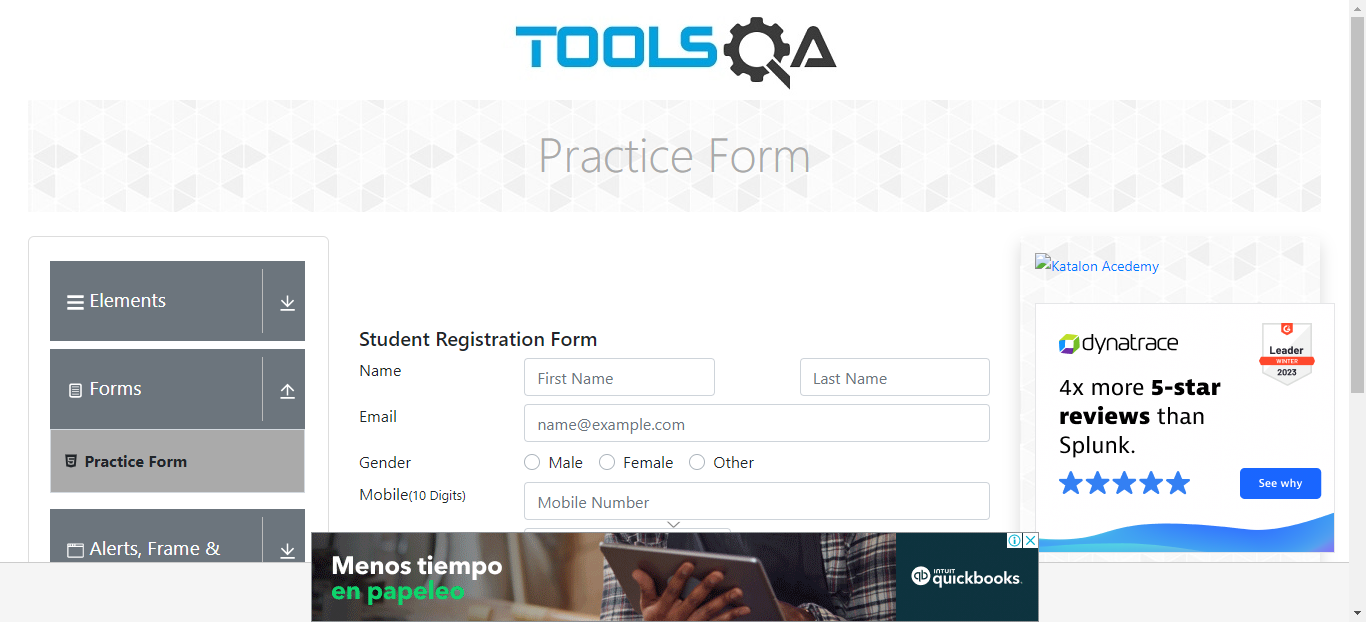 TOOLSQA
Practice Form
Elements
Forms
Practice Form
Alerts, Frame &
Student Registration Form
Name
First Name
Last Name
Email
name@example.com
Gender
Male
Female
Other
Mobile(10 Digits)
Mobile Number
Katalon Acedemy
dynatrace
Leader
WINTER
2023
4x more 5-star
reviews than
Splunk.
See why
Menos tiempo
en papeleo
INTUIT
quickbooks.